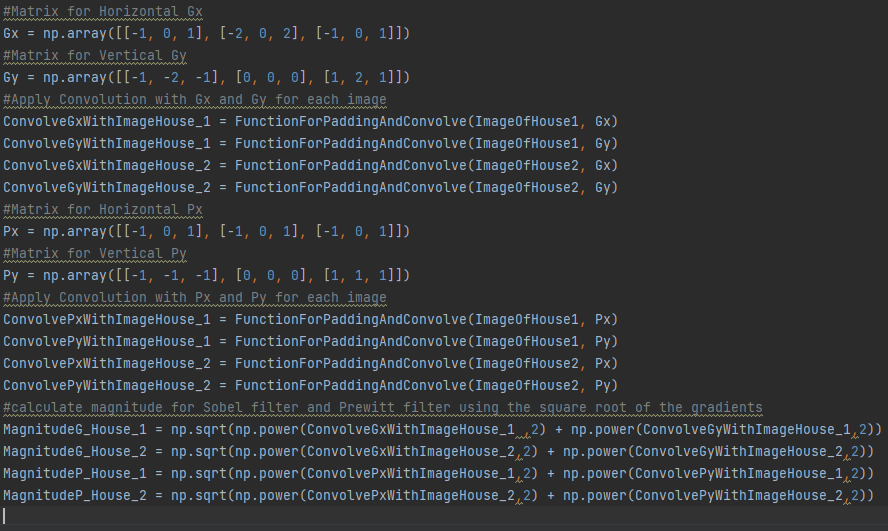 #Matrix for Horizontal Gx
Gx = np.array([[-1, 0, 1], [-2, 0, 2], [-1, 0, 1]])
#Matrix for Vertical Gy
Gy = np.array([[-1, -2, -1], [0, 0, 0], [1, 2, 1]])
#Apply Convolution with Gx and Gy for each image
ConvolveGxWithImageHouse_1 = FunctionForPaddingAndConvolve(ImageOfHouse1, Gx)
ConvolveGyWithImageHouse_1 = FunctionForPaddingAndConvolve(ImageOfHouse1, Gy)
ConvolveGxWithImageHouse_2 = FunctionForPaddingAndConvolve(ImageOfHouse2, Gx)
ConvolveGyWithImageHouse_2 = FunctionForPaddingAndConvolve(ImageOfHouse2, Gy)
#Matrix for Horizontal Px
Px = np.array([[-1, 0, 1], [-1, 0, 1], [-1, 0, 1]])
#Matrix for Vertical Py
Py = np.array([[-1, -1, -1], [0, 0, 0], [1, 1, 1]])
#Apply Convolution with Px and Py for each image
ConvolvePxWithImageHouse_1 = FunctionForPaddingAndConvolve(ImageOfHouse1, Px)
ConvolvePyWithImageHouse_1 = FunctionForPaddingAndConvolve(ImageOfHouse1, Py)
ConvolvePxWithImageHouse_2 = FunctionForPaddingAndConvolve(ImageOfHouse2, Px)
ConvolvePyWithImageHouse_2 = FunctionForPaddingAndConvolve(ImageOfHouse2, Py)
#calculate magnitude for Sobel filter and Prewitt filter using the square root of the gradients
MagnitudeG_House_1 = np.sqrt(np.power(ConvolveGxWithImageHouse_1 ,2) + np.power(ConvolveGyWithImageHouse_1,2))
MagnitudeG_House_2 = np.sqrt(np.power(ConvolveGxWithImageHouse_2,2) + np.power(ConvolveGyWithImageHouse_2,2))
MagnitudeP_House_1 = np.sqrt(np.power(ConvolvePxWithImageHouse_1,2) + np.power(ConvolvePyWithImageHouse_1,2))
MagnitudeP_House_2 = np.sqrt(np.power(ConvolvePxWithImageHouse_2,2) + np.power(ConvolvePyWithImageHouse_2,2))